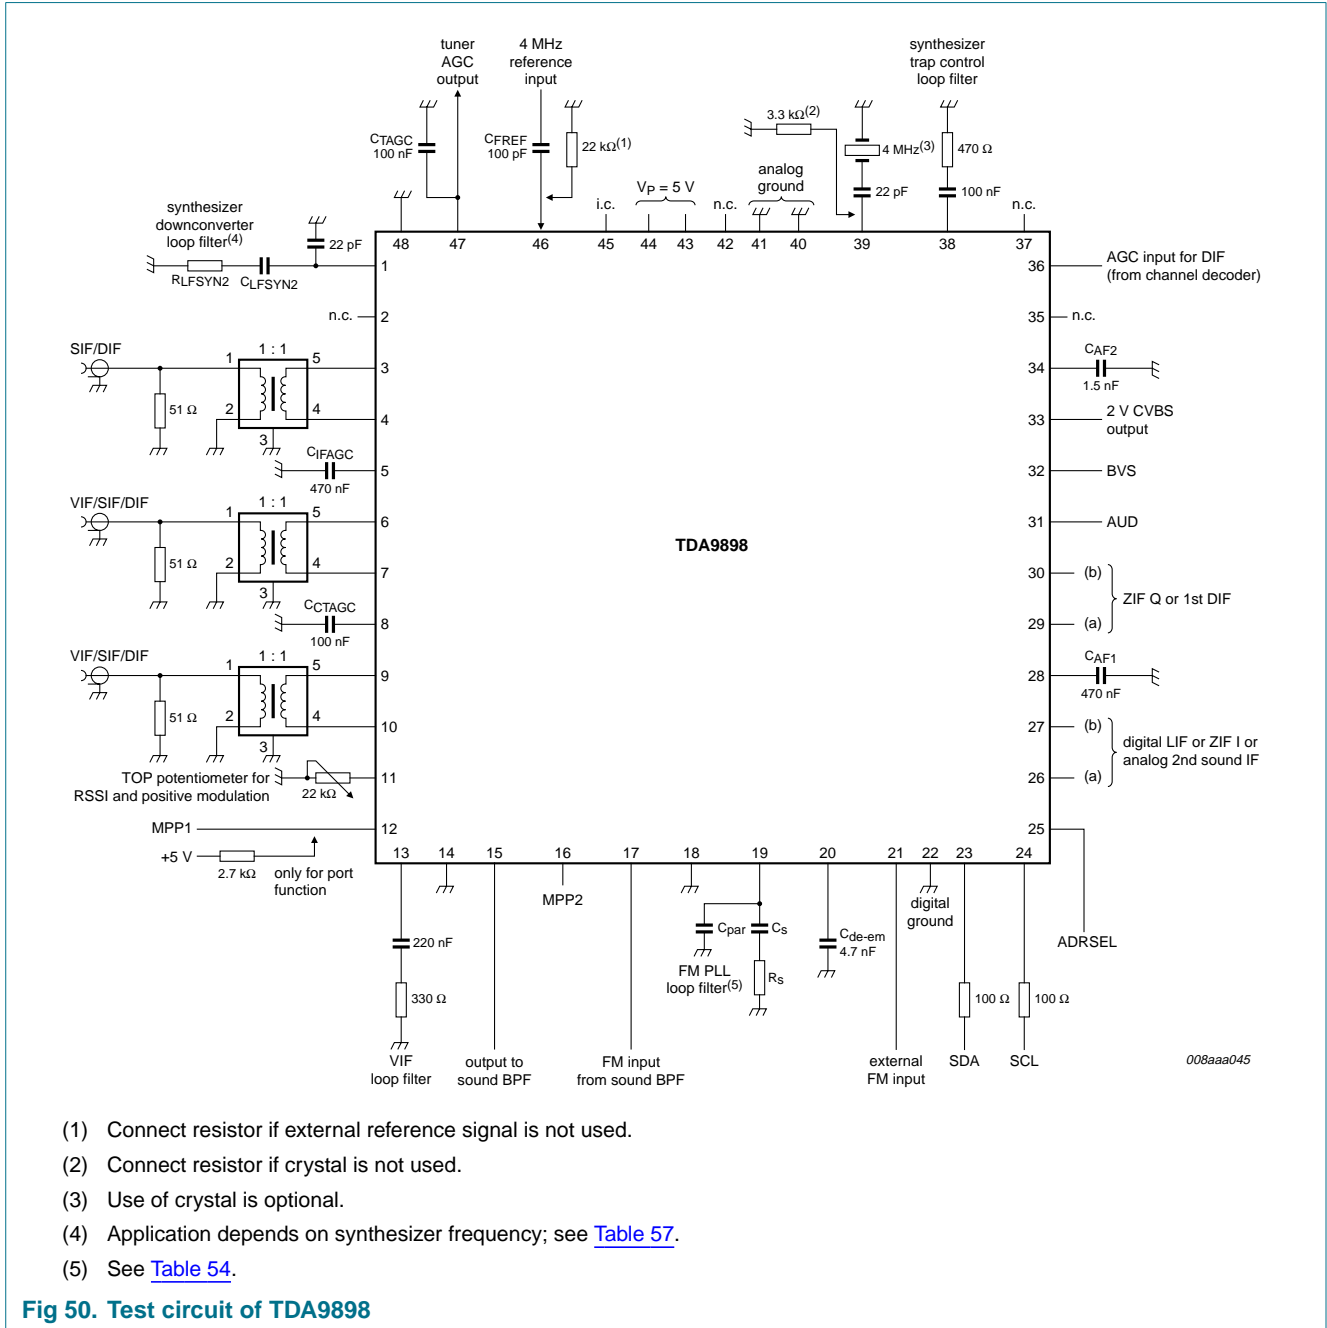 tuner
AGC
output
4 MHz
reference
input
synthesizer
trap control
loop filter
CTAGC
100 nF
CFREF
100 pF
22 kΩ(1)
3.3 kΩ(2)
4 MHz(3)
22 pF
470 Ω
100 nF
analog
ground
i.c.
VP = 5 V
n.c.
n.c.
synthesizer
downconverter
loop filter(4)
22 pF
RLFSYN2
CLFSYN2
48
47
46
45
44
43
42
41
40
39
38
37
1
36
AGC input for DIF
(from channel decoder)
n.c.
2
35
n.c.
SIF/DIF
1
1 : 1
5
3
51 Ω
2
4
4
3
34
CAF2
1.5 nF
33
2 V CVBS
output
CIFAGC
470 nF
5
32
BVS
VIF/SIF/DIF
1
1 : 1
5
6
51 Ω
2
4
7
3
31
AUD
TDA9898
30
(b)
29
(a)
ZIF Q or 1st DIF
CCTAGC
100 nF
8
VIF/SIF/DIF
1
1 : 1
5
9
51 Ω
2
4
10
3
28
CAF1
470 nF
27
(b)
26
(a)
digital LIF or ZIF I or
analog 2nd sound IF
TOP potentiometer for
RSSI and positive modulation
22 kΩ
11
MPP1
12
25
+5 V
2.7 kΩ
only for port
function
13
14
15
16
17
18
19
20
21
22
23
24
MPP2
digital
ground
ADRSEL
220 nF
330 Ω
VIF
loop filter
output to
sound BPF
FM input
from sound BPF
Cpar
Cs
FM PLL
loop filter(5)
Rs
Cde-em
4.7 nF
external
FM input
100 Ω
SDA
100 Ω
SCL
008aaa045
(1) Connect resistor if external reference signal is not used.
(2) Connect resistor if crystal is not used.
(3) Use of crystal is optional.
(4) Application depends on synthesizer frequency; see Table 57.
(5) See Table 54.
Fig 50. Test circuit of TDA9898